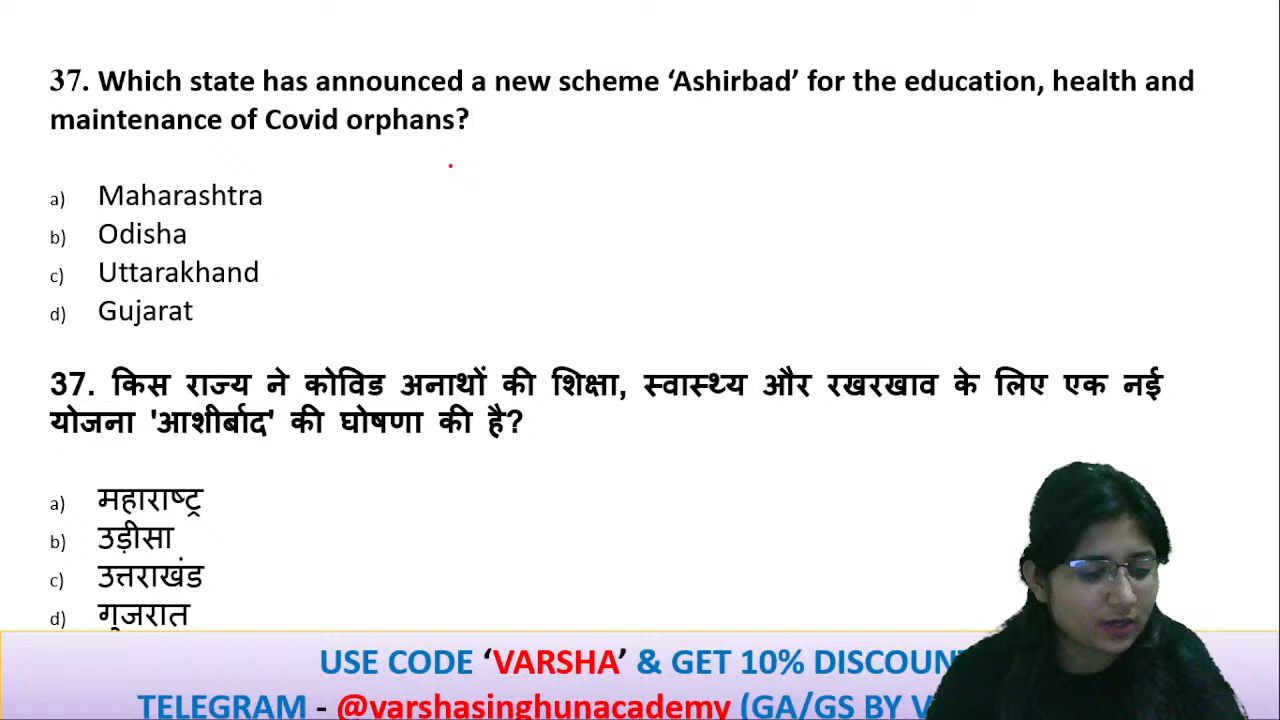 37. Which state has announced a new scheme ‘Ashirbad’ for the education, health and
maintenance of Covid orphans?
a) Maharashtra
b) Odisha
c) Uttarakhand
d) Gujarat
37. किस राज्य ने कोविड अनाथों की शिक्षा, स्वास्थ्य और रखरखाव के लिए एक नई
योजना 'आशीर्बाद' की घोषणा की है?
a) महाराष्ट्र
b) उड़ीसा
c) उत्तराखंड
d) गुजरात
USE CODE ‘VARSHA’ & GET 10% DISCOUNT
TELEGRAM - @varshasinghunacademy (GA/GS BY